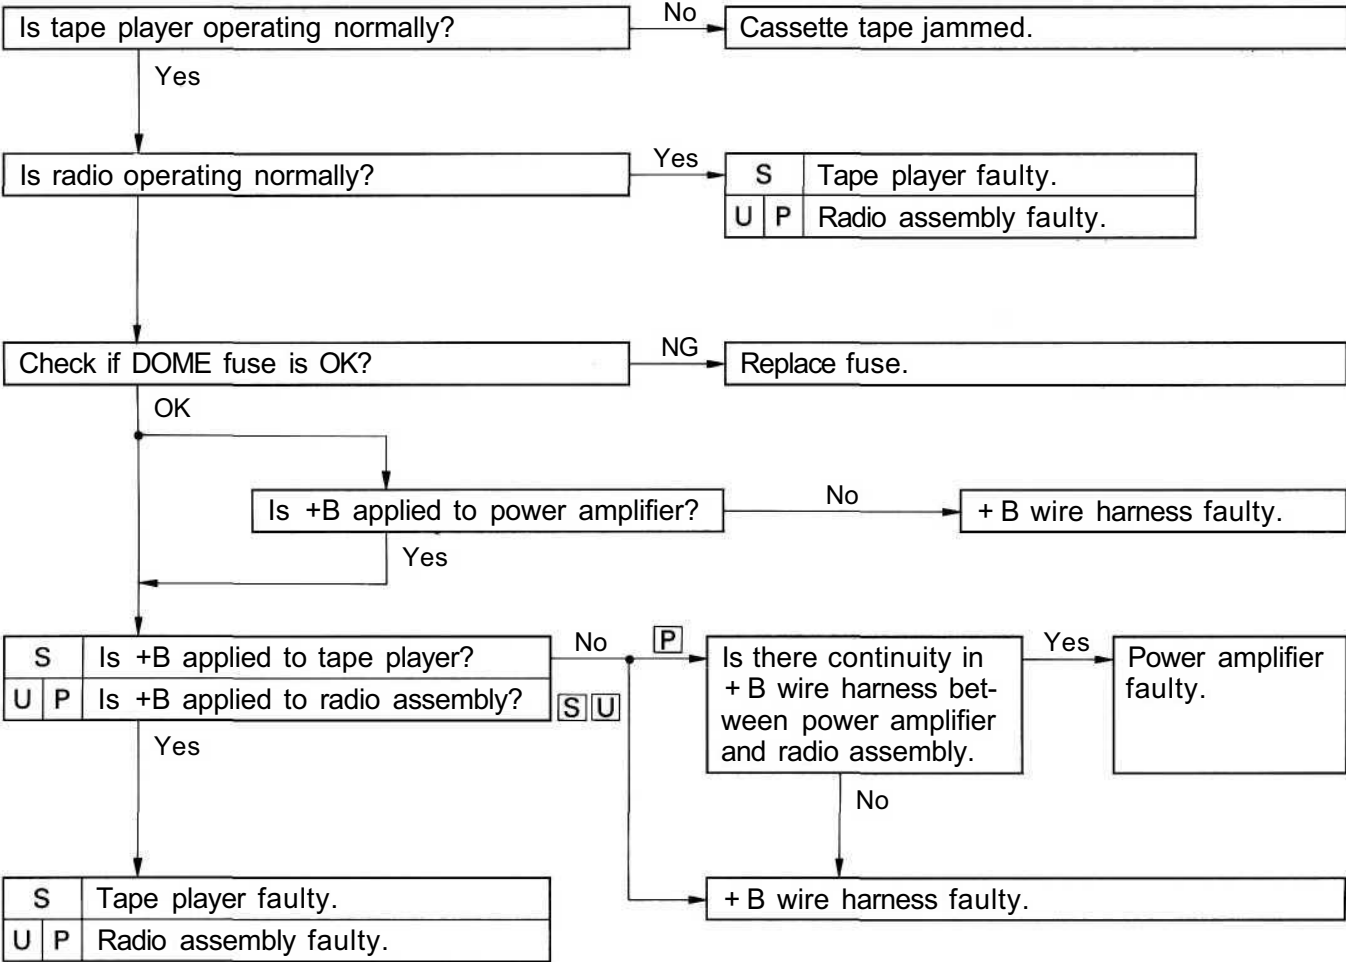 Is tape player operating normally?
No
Cassette tape jammed.
Yes
Is radio operating normally?
Yes
S Tape player faulty.
U P Radio assembly faulty.
Check if DOME fuse is OK?
NG
Replace fuse.
OK
Is +B applied to power amplifier?
No
+B wire harness faulty.
Yes
S Is +B applied to tape player?
U P Is +B applied to radio assembly?
No
P
S U
Is there continuity in
+B wire harness bet-
ween power amplifier
and radio assembly.
Yes
Power amplifier
faulty.
Yes
No
S Tape player faulty.
U P Radio assembly faulty.
+B wire harness faulty.